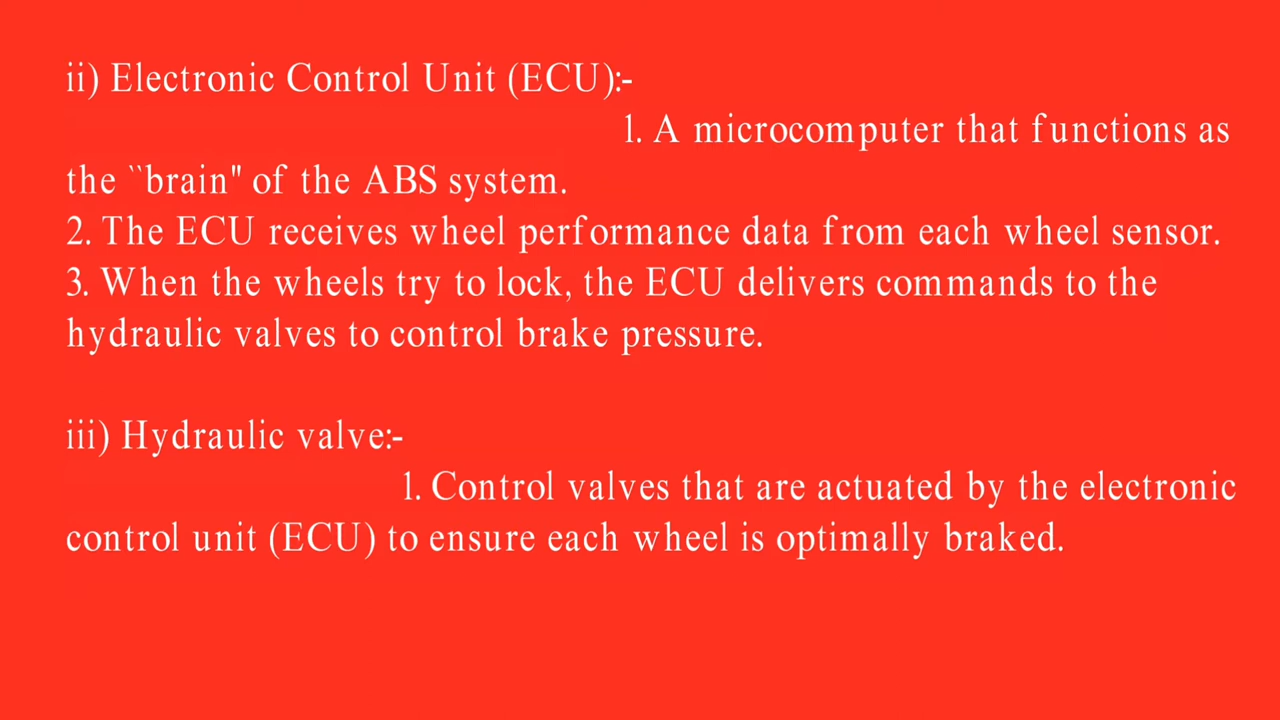 ii) Electronic Control Unit (ECU):-
1. A microcomputer that functions as
the ``brain" of the ABS system.
2. The ECU receives wheel performance data from each wheel sensor.
3. When the wheels try to lock, the ECU delivers commands to the
hydraulic valves to control brake pressure.
iii) Hydraulic valve:-
1. Control valves that are actuated by the electronic
control unit (ECU) to ensure each wheel is optimally braked.